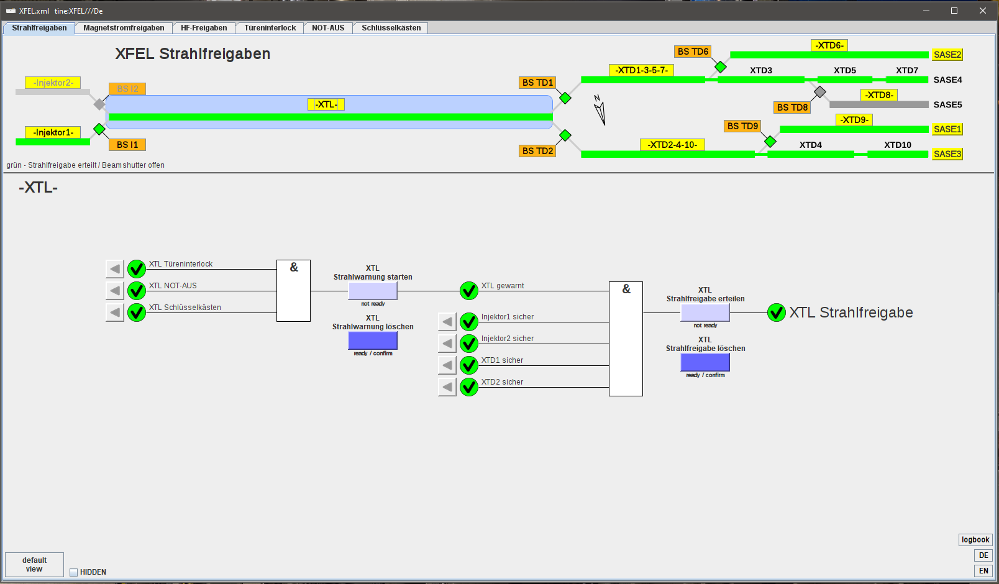 XFEL.xml tine:XFEL///De
Strahlfreigaben Magnetstromfreigaben HF-Freigaben Türeninterlock NOT-AUS Schlüsselkästen
XFEL Strahlfreigaben
-Injektor2-
BS I2
-XTL-
-Injektor1-
BS I1
BS TD1
BS TD2
N
-XTD1-3-5-7-
BS TD6
-XTD6-
SASE2
XTD3 XTD5 XTD7
SASE4
BS TD8
-XTD8-
SASE5
BS TD9
-XTD9-
SASE1
-XTD2-4-10-
XTD4 XTD10
SASE3
grün - Strahlfreigabe erteilt / Beamshutter offen
-XTL-
XTL Türeninterlock
XTL NOT-AUS
XTL Schlüsselkästen
&
XTL
Strahlwarnung starten
not ready
XTL
Strahlwarnung löschen
ready / confirm
XTL gewarnt
Injektor1 sicher
Injektor2 sicher
XTD1 sicher
XTD2 sicher
&
XTL
Strahlfreigabe erteilen
not ready
XTL
Strahlfreigabe löschen
ready / confirm
XTL Strahlfreigabe
default
view
HIDDEN
logbook
DE
EN